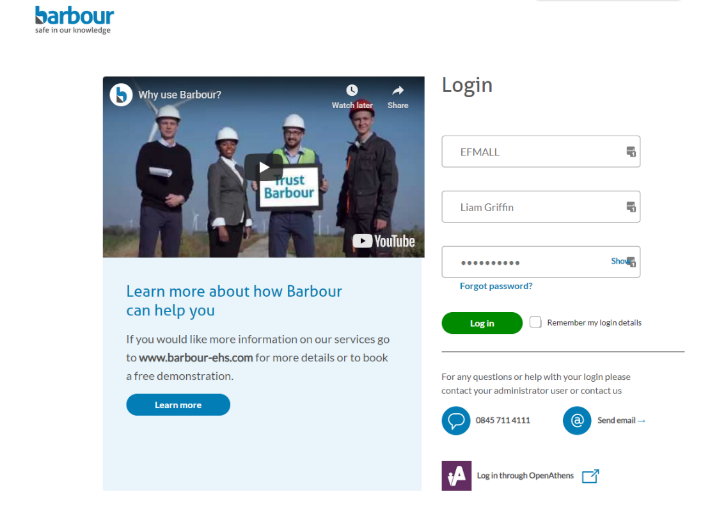 barbour
safe in our knowledge
Why use Barbour?
Watch later
Share
Trust
Barbour
YouTube
Learn more about how Barbour
can help you
If you would like more information on our services go
to www.barbour-ehs.com for more details or to book
a free demonstration.
Learn more
Login
EFMALL
Liam Griffin
••••••••••
Show
Forgot password?
Log in
Remember my login details
For any questions or help with your login please
contact your administrator user or contact us
0845 711 4111
@
Send email →
Log in through OpenAthens